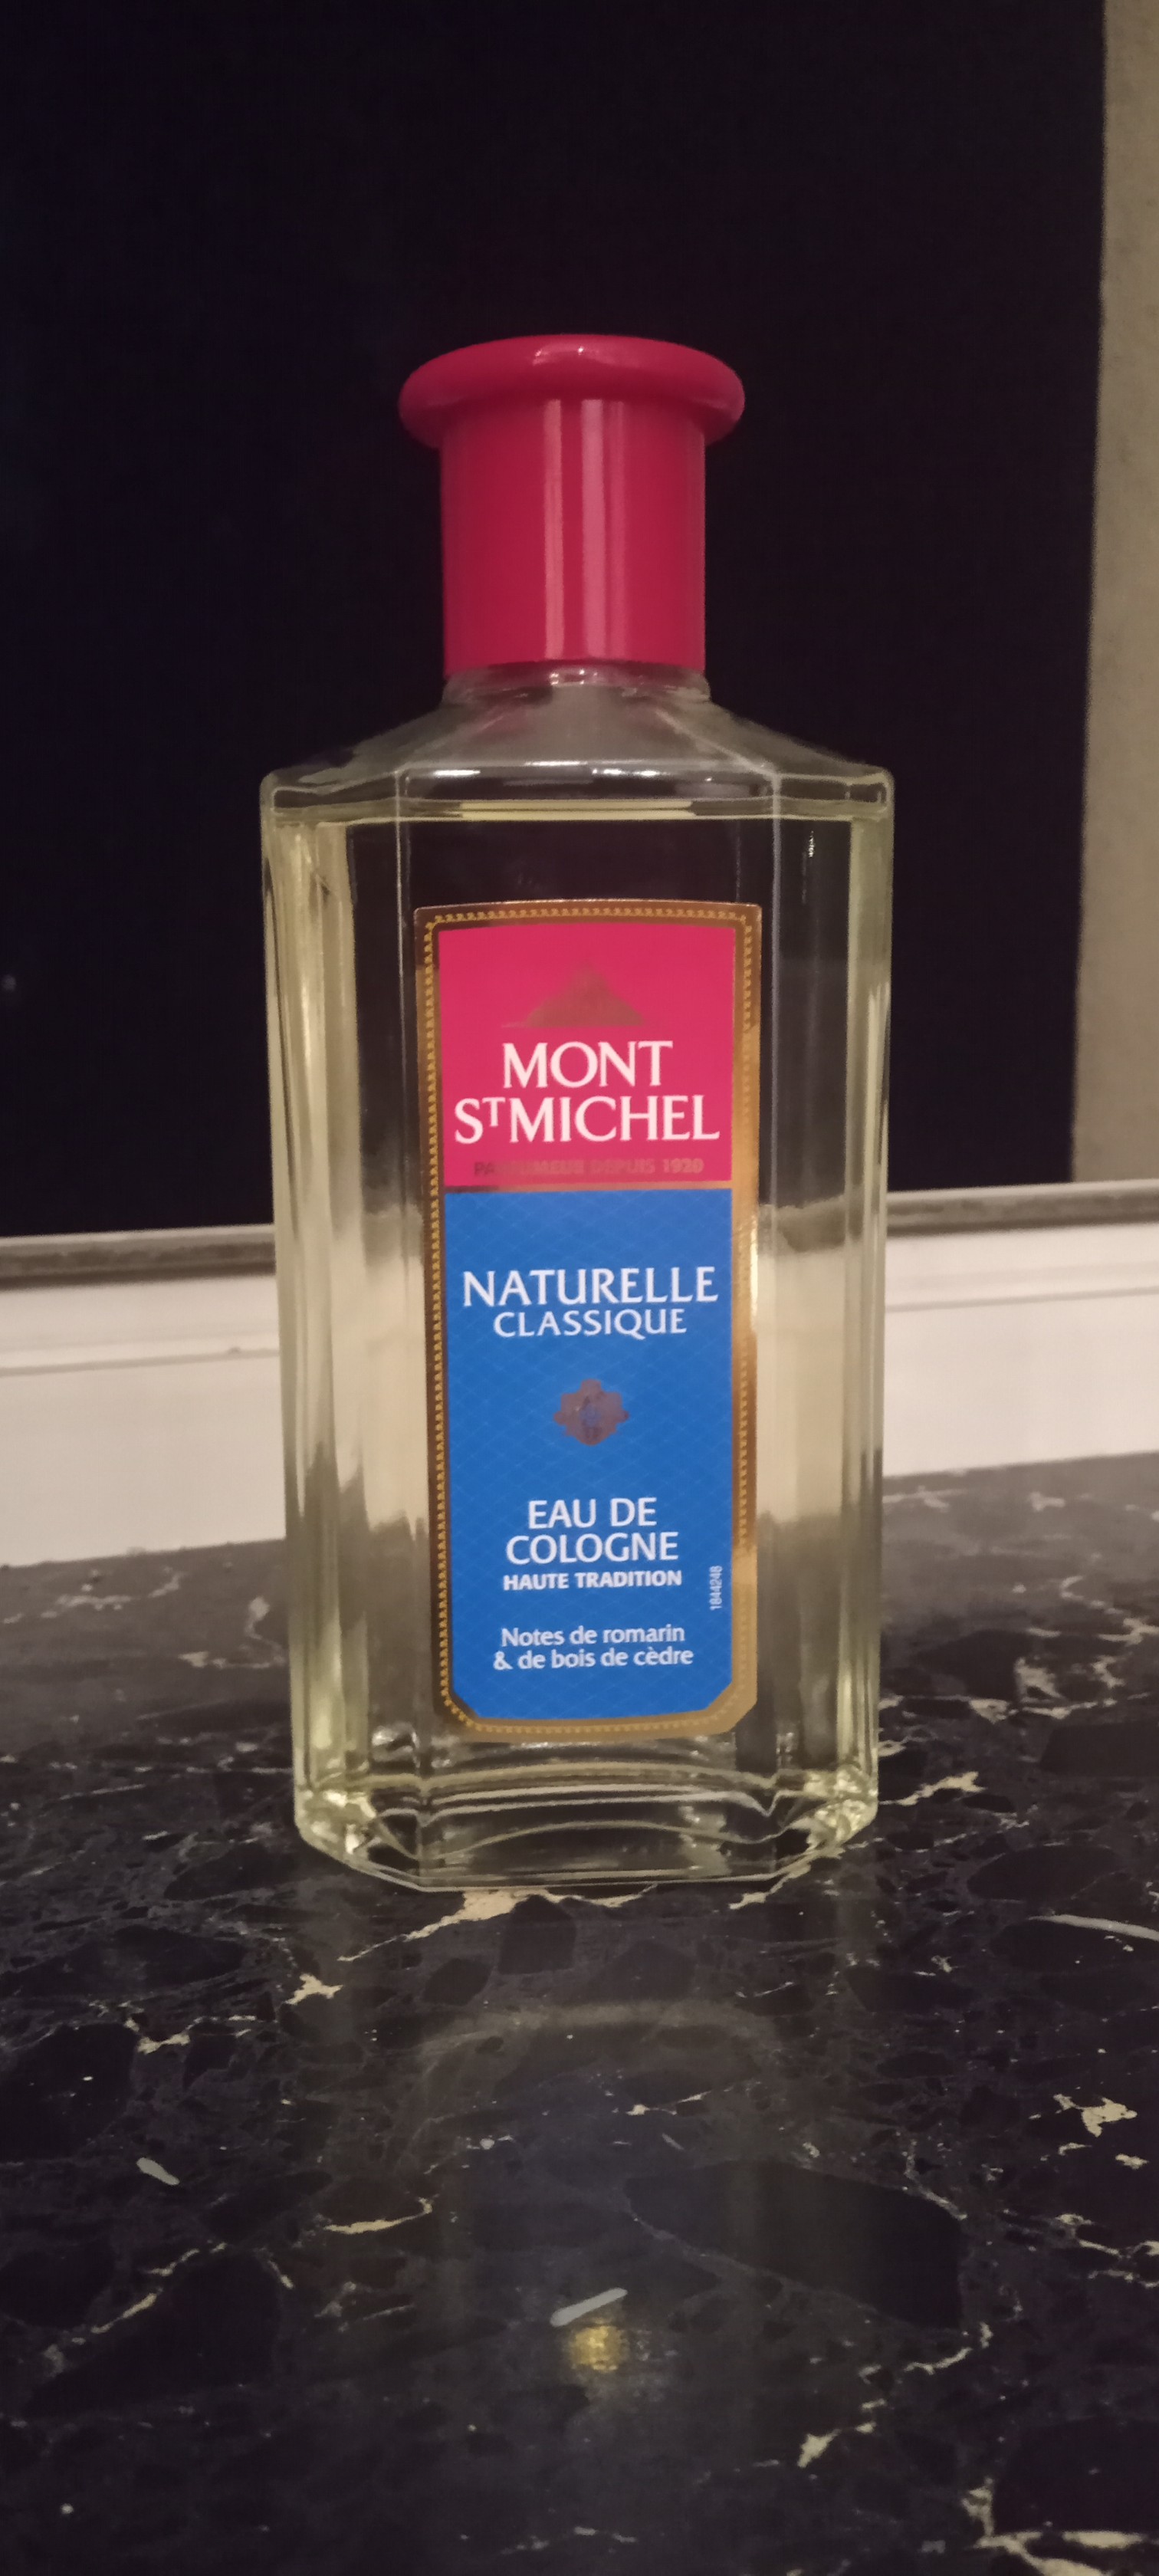 MONT
STMICHEL
PARFUMEUR DEPUIS 1920
NATURELLE
CLASSIQUE
EAU DE
COLOGNE
HAUTE TRADITION
1844248
Notes de romarin
& de bois de cèdre